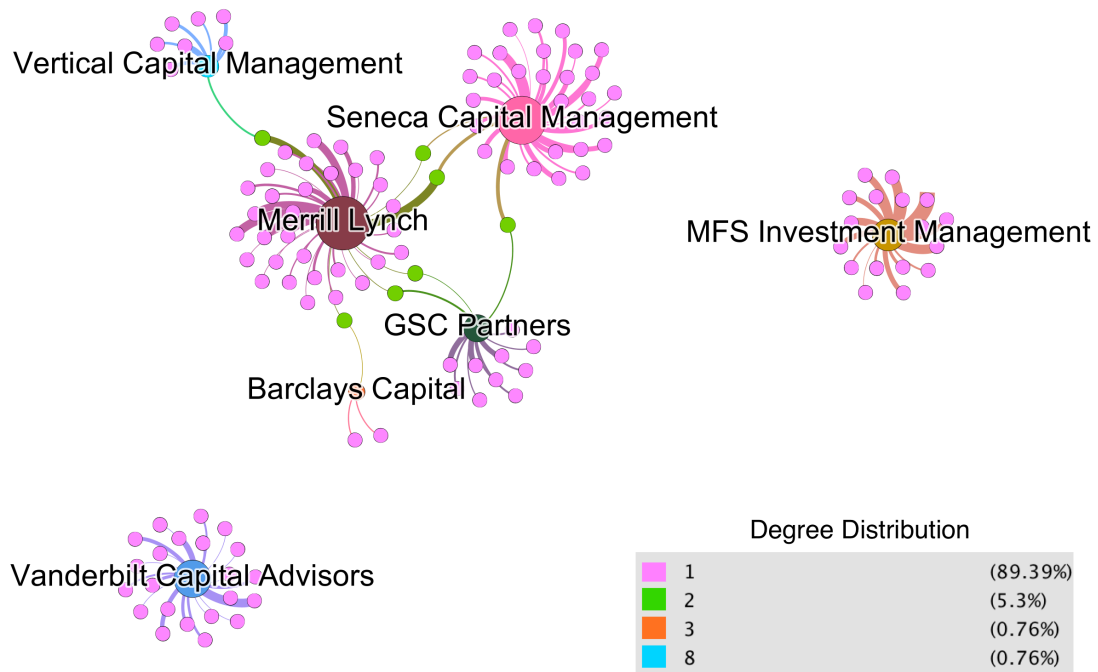 Vertical Capital Management
Seneca Capital Management
Merrill Lynch
MFS Investment Management
GSC Partners
Barclays Capital
Vanderbilt Capital Advisors
Degree Distribution
1 (89.39%)
2 (5.3%)
3 (0.76%)
8 (0.76%)